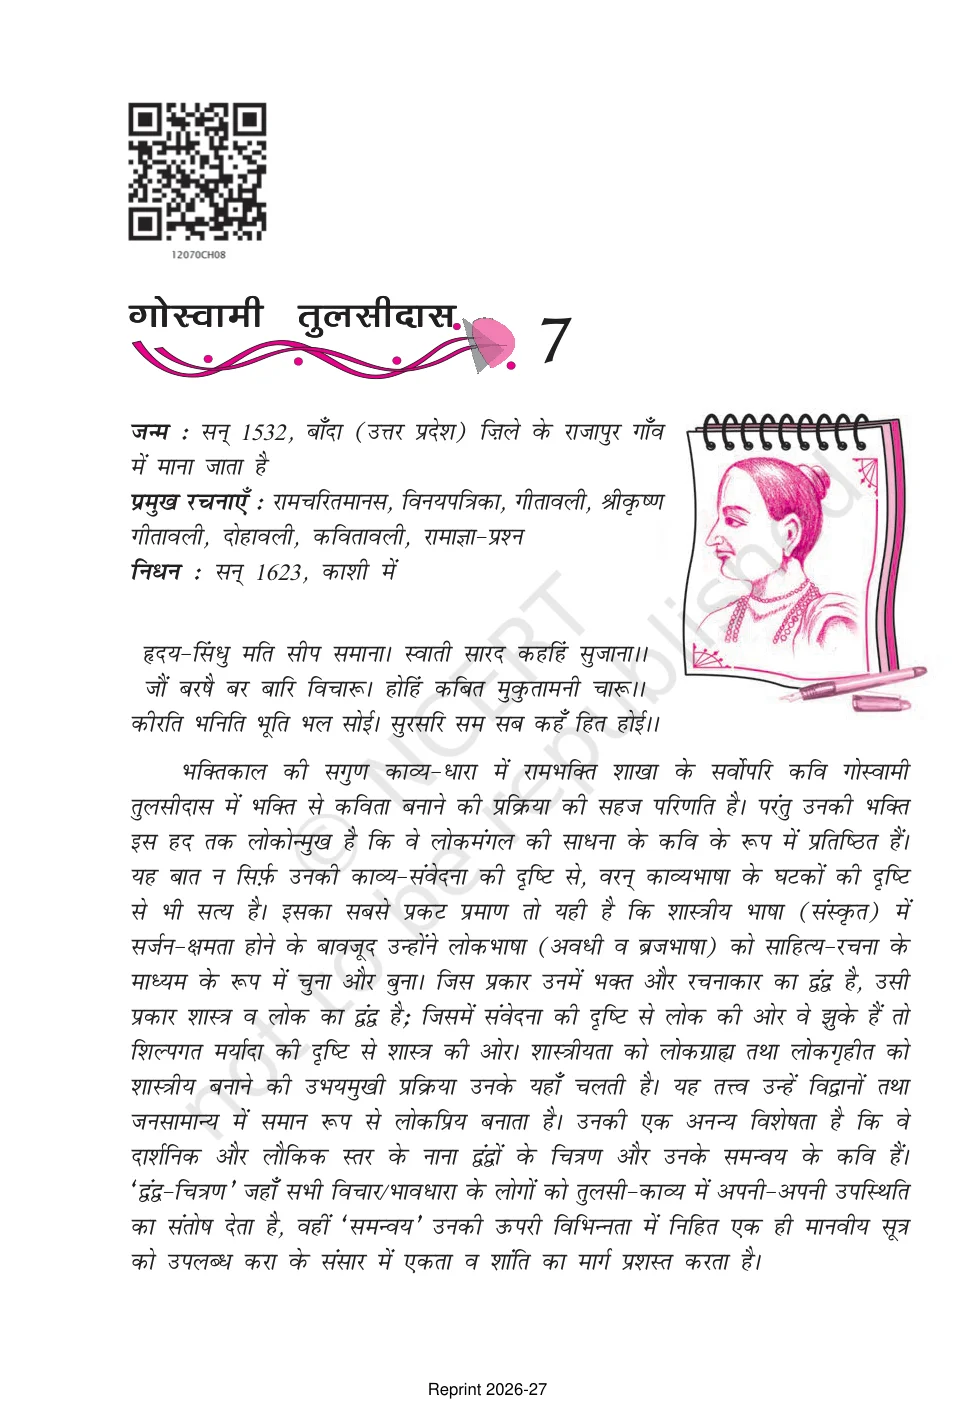 12070CH08
गोस्वामी तुलसीदास
7
जन्म : सन् 1532, बाँदा (उत्तर प्रदेश) ज़िले के राजापुर गाँव
में माना जाता है
प्रमुख रचनाएँ : रामचरितमानस, विनयपत्रिका, गीतावली, श्रीकृष्ण
गीतावली, दोहावली, कवितावली, रामाज्ञा-प्रश्न
निधन : सन् 1623, काशी में
हृदय-सिंधु मति सीप समाना। स्वाती सारद कहहिं सुजाना।।
जौं बरषै बर बारि विचारू। होहिं कबित मुकुतामनी चारू।।
कीरति भनिति भूति भल सोई। सुरसरि सम सब कहँ हित होई।।
भक्तिकाल की सगुण काव्य-धारा में रामभक्ति शाखा के सर्वोपरि कवि गोस्वामी
तुलसीदास में भक्ति से कविता बनाने की प्रक्रिया की सहज परिणति है। परंतु उनकी भक्ति
इस हद तक लोकोन्मुख है कि वे लोकमंगल की साधना के कवि के रूप में प्रतिष्ठित हैं।
यह बात न सिर्फ़ उनकी काव्य-संवेदना की दृष्टि से, वरन् काव्यभाषा के घटकों की दृष्टि
से भी सत्य है। इसका सबसे प्रकट प्रमाण तो यही है कि शास्त्रीय भाषा (संस्कृत) में
सर्जन-क्षमता होने के बावजूद उन्होंने लोकभाषा (अवधी व ब्रजभाषा) को साहित्य-रचना के
माध्यम के रूप में चुना और बुना। जिस प्रकार उनमें भक्त और रचनाकार का द्वंद्व है, उसी
प्रकार शास्त्र व लोक का द्वंद्व है; जिसमें संवेदना की दृष्टि से लोक की ओर वे झुके हैं तो
शिल्पगत मर्यादा की दृष्टि से शास्त्र की ओर। शास्त्रीयता को लोकग्राह्य तथा लोकगृहीत को
शास्त्रीय बनाने की उभयमुखी प्रक्रिया उनके यहाँ चलती है। यह तत्त्व उन्हें विद्वानों तथा
जनसामान्य में समान रूप से लोकप्रिय बनाता है। उनकी एक अनन्य विशेषता है कि वे
दार्शनिक और लौकिक स्तर के नाना द्वंद्वों के चित्रण और उनके समन्वय के कवि हैं।
'द्वंद्व-चित्रण' जहाँ सभी विचार/भावधारा के लोगों को तुलसी-काव्य में अपनी-अपनी उपस्थिति
का संतोष देता है, वहीं 'समन्वय' उनकी ऊपरी विभिन्नता में निहित एक ही मानवीय सूत्र
को उपलब्ध करा के संसार में एकता व शांति का मार्ग प्रशस्त करता है।
© NCERT
not to be republished
Reprint 2026-27